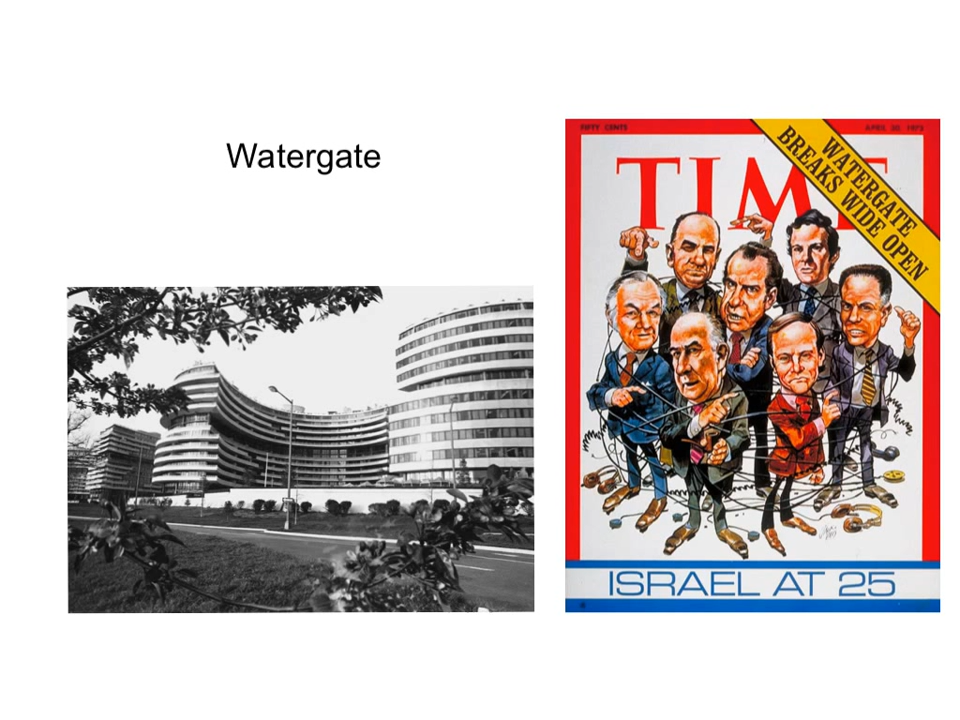 Watergate
FIFTY CENTS
APRIL 30, 1973
TIME
WATERGATE
BREAKS WIDE OPEN
ISRAEL AT 25